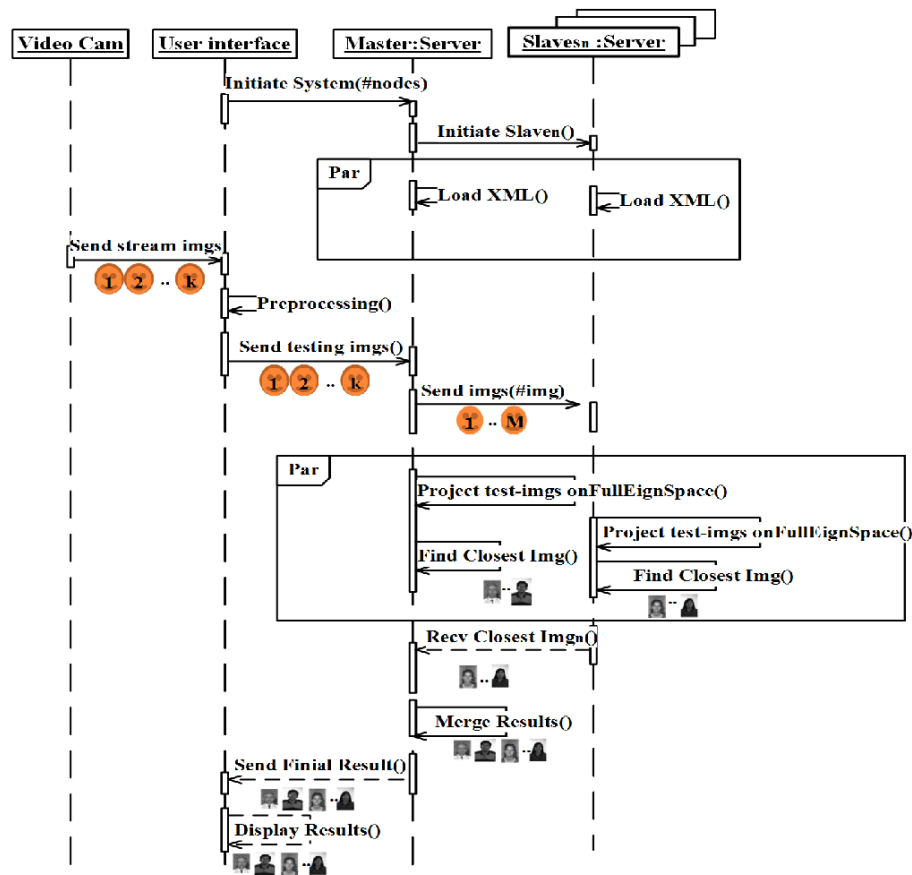 Video Cam
User interface
Master:Server
Slavesn :Server
Initiate System(#nodes)
Initiate Slaven()
Par
Load XML()
Load XML()
Send stream imgs
1 2 .. k
Preprocessing()
Send testing imgs()
1 2 .. k
Send imgs(#img)
1 .. M
Par
Project test-imgs onFullEignSpace()
Project test-imgs onFullEignSpace()
Find Closest Img()
Find Closest Img()
..
..
Recv Closest Imgn()
..
Merge Results()
..
Send Finial Result()
..
Display Results()
..